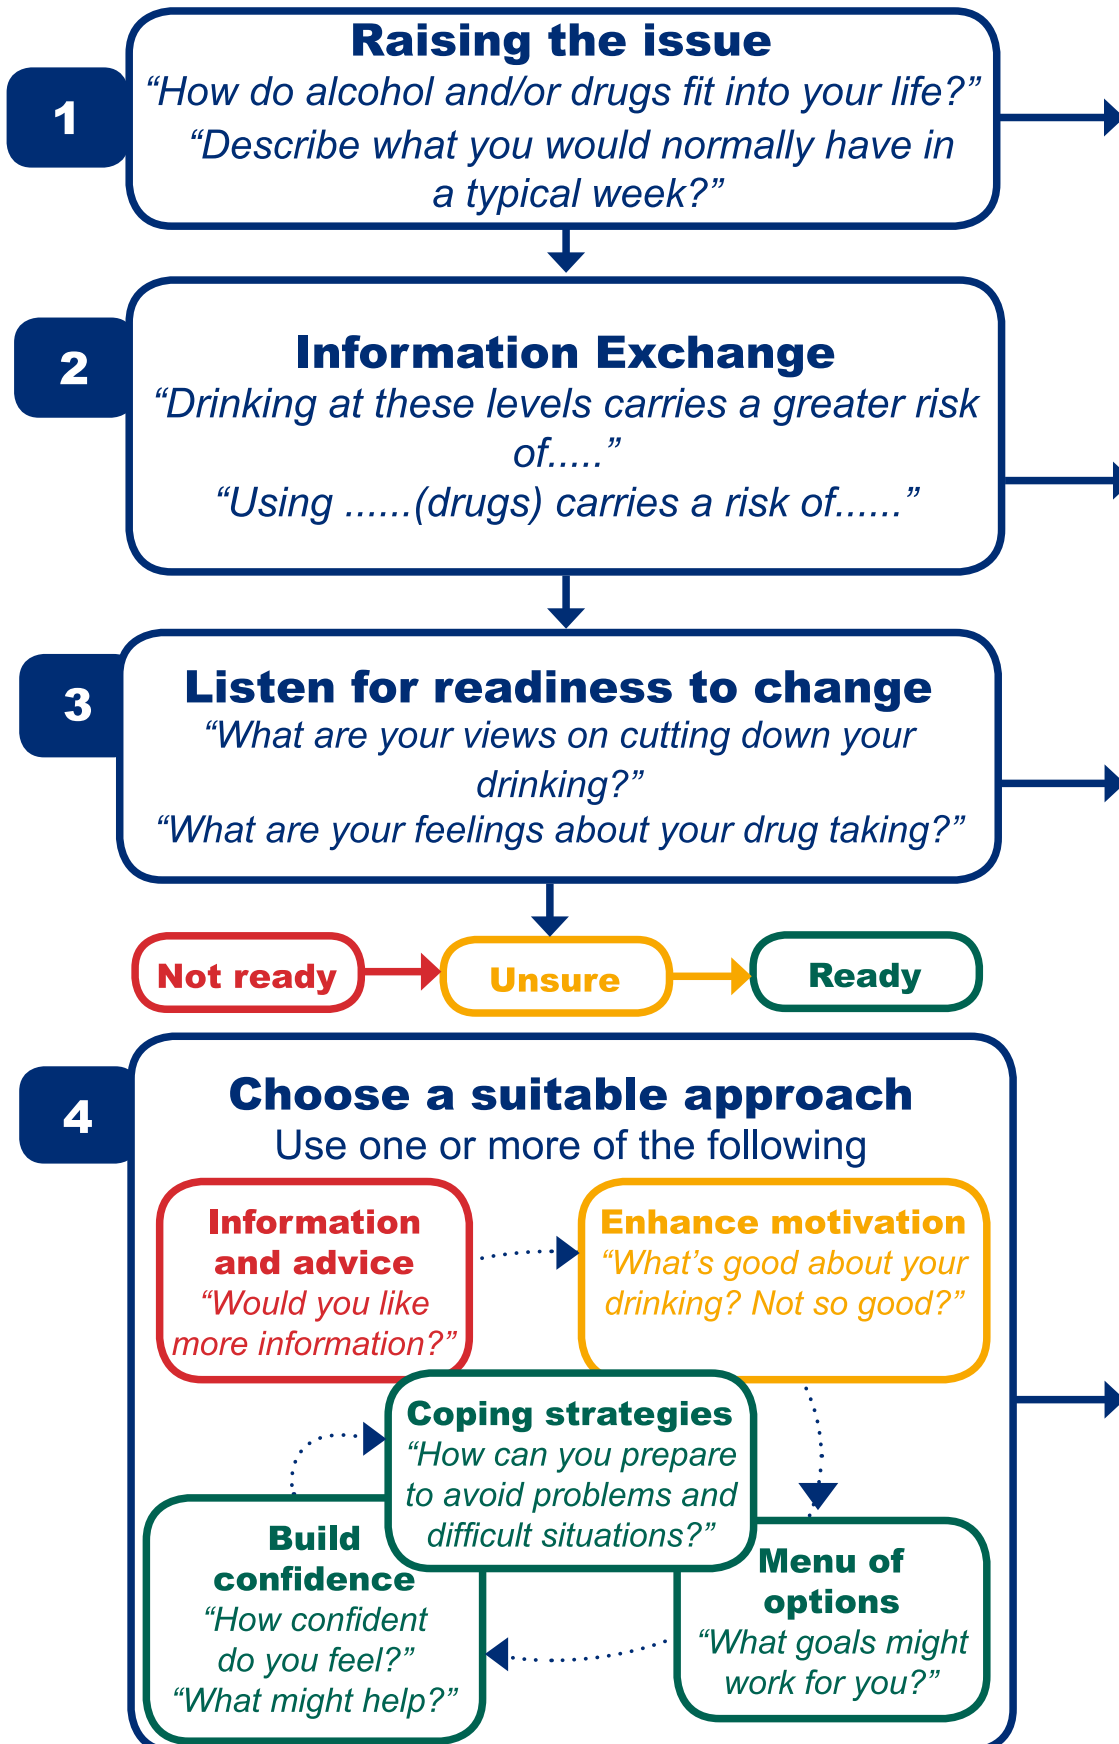 1
Raising the issue
“How do alcohol and/or drugs fit into your life?”
“Describe what you would normally have in
a typical week?”
2
Information Exchange
“Drinking at these levels carries a greater risk
of.....”
“Using ......(drugs) carries a risk of......”
3
Listen for readiness to change
“What are your views on cutting down your
drinking?”
“What are your feelings about your drug taking?”
Not ready
Unsure
Ready
4
Choose a suitable approach
Use one or more of the following
Information
and advice
“Would you like
more information?”
Enhance motivation
“What’s good about your
drinking? Not so good?”
Coping strategies
“How can you prepare
to avoid problems and
difficult situations?”
Build
confidence
“How confident
do you feel?”
“What might help?”
Menu of
options
“What goals might
work for you?”